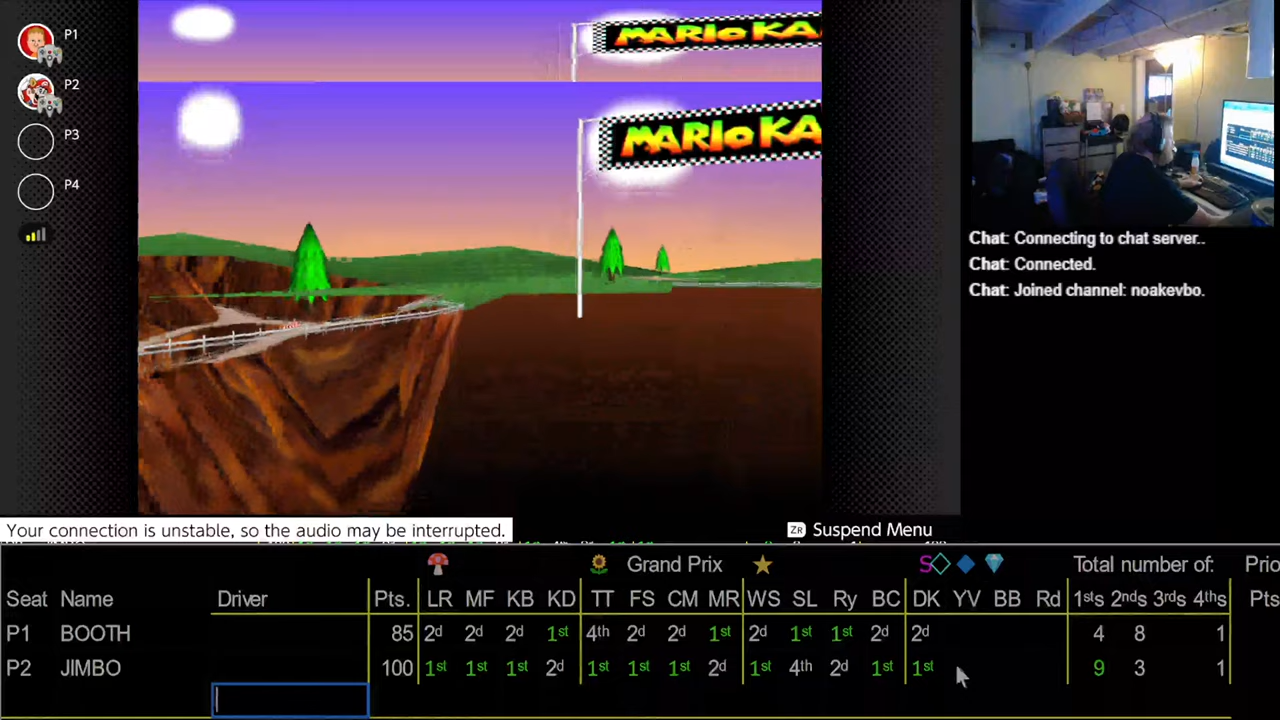 P1
P2
P3
P4
MARIO KA
MARIO KA
Chat: Connecting to chat server..
Chat: Connected.
Chat: Joined channel: noakevbo.
Your connection is unstable, so the audio may be interrupted.
ZR Suspend Menu
Grand Prix Total number of: Prio
Seat Name Driver Pts. LR MF KB KD TT FS CM MR WS SL Ry BC DK YV BB Rd 1sts 2nds 3rds 4ths Pts
P1 BOOTH 85 2d 2d 2d 1st 4th 2d 2d 1st 2d 1st 1st 2d 2d 4 8 1
P2 JIMBO 100 1st 1st 1st 2d 1st 1st 1st 2d 1st 4th 2d 1st 1st 9 3 1